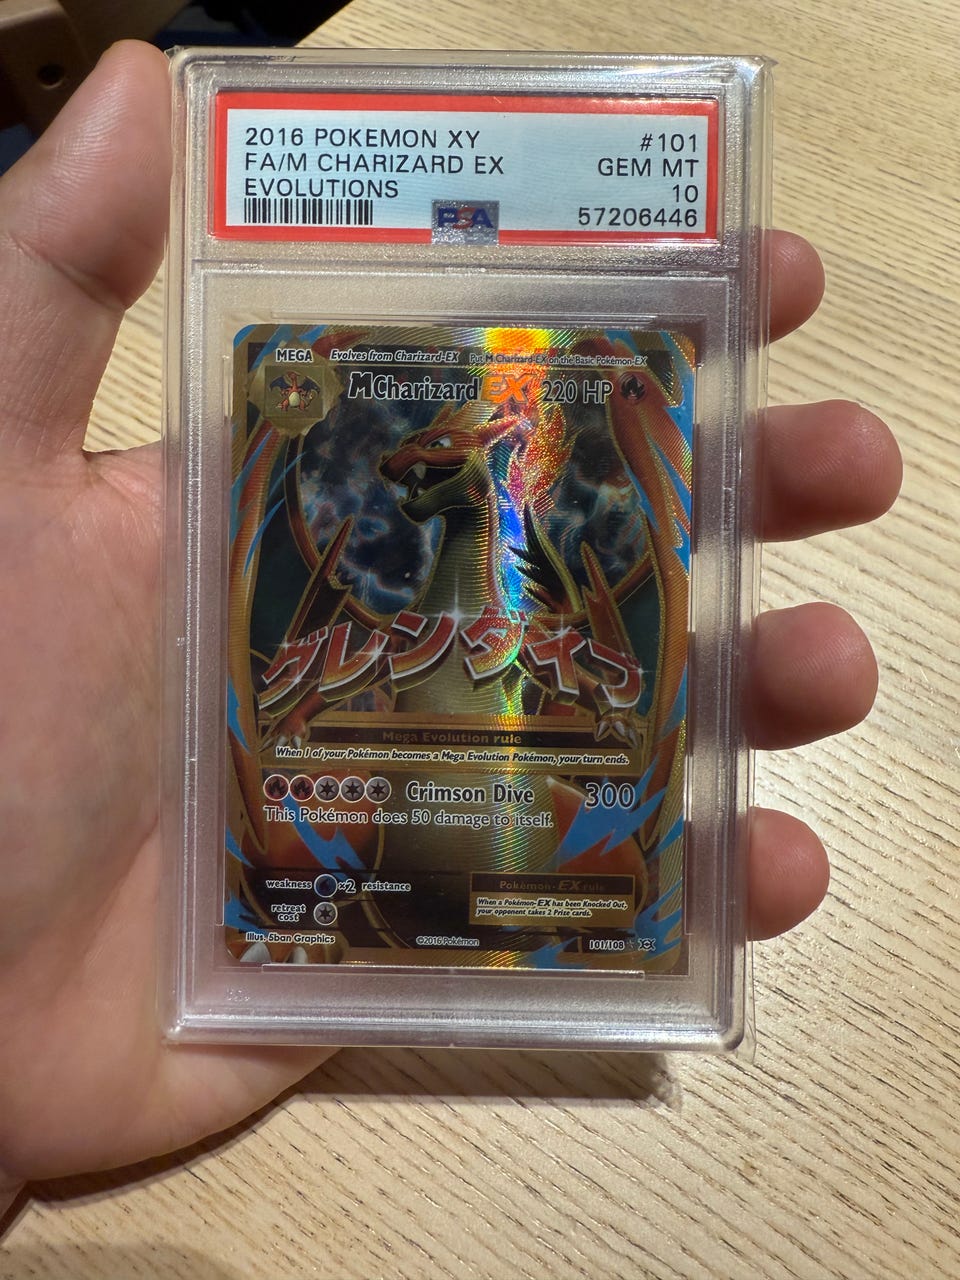 2016 POKEMON XY #101
FA/M CHARIZARD EX GEM MT
EVOLUTIONS 10
PSA 57206446
MEGA Evolves from Charizard-EX Put M Charizard-EX on the Basic Pokémon-EX
M Charizard EX 220 HP
グレンダイブ
Mega Evolution rule
When 1 of your Pokémon becomes a Mega Evolution Pokémon, your turn ends.
Crimson Dive 300
This Pokémon does 50 damage to itself.
weakness ×2 resistance
retreat cost
Pokémon-EX rule
When a Pokémon-EX has been Knocked Out,
your opponent takes 2 Prize cards.
Illus. 5ban Graphics ©2016 Pokémon 101/108